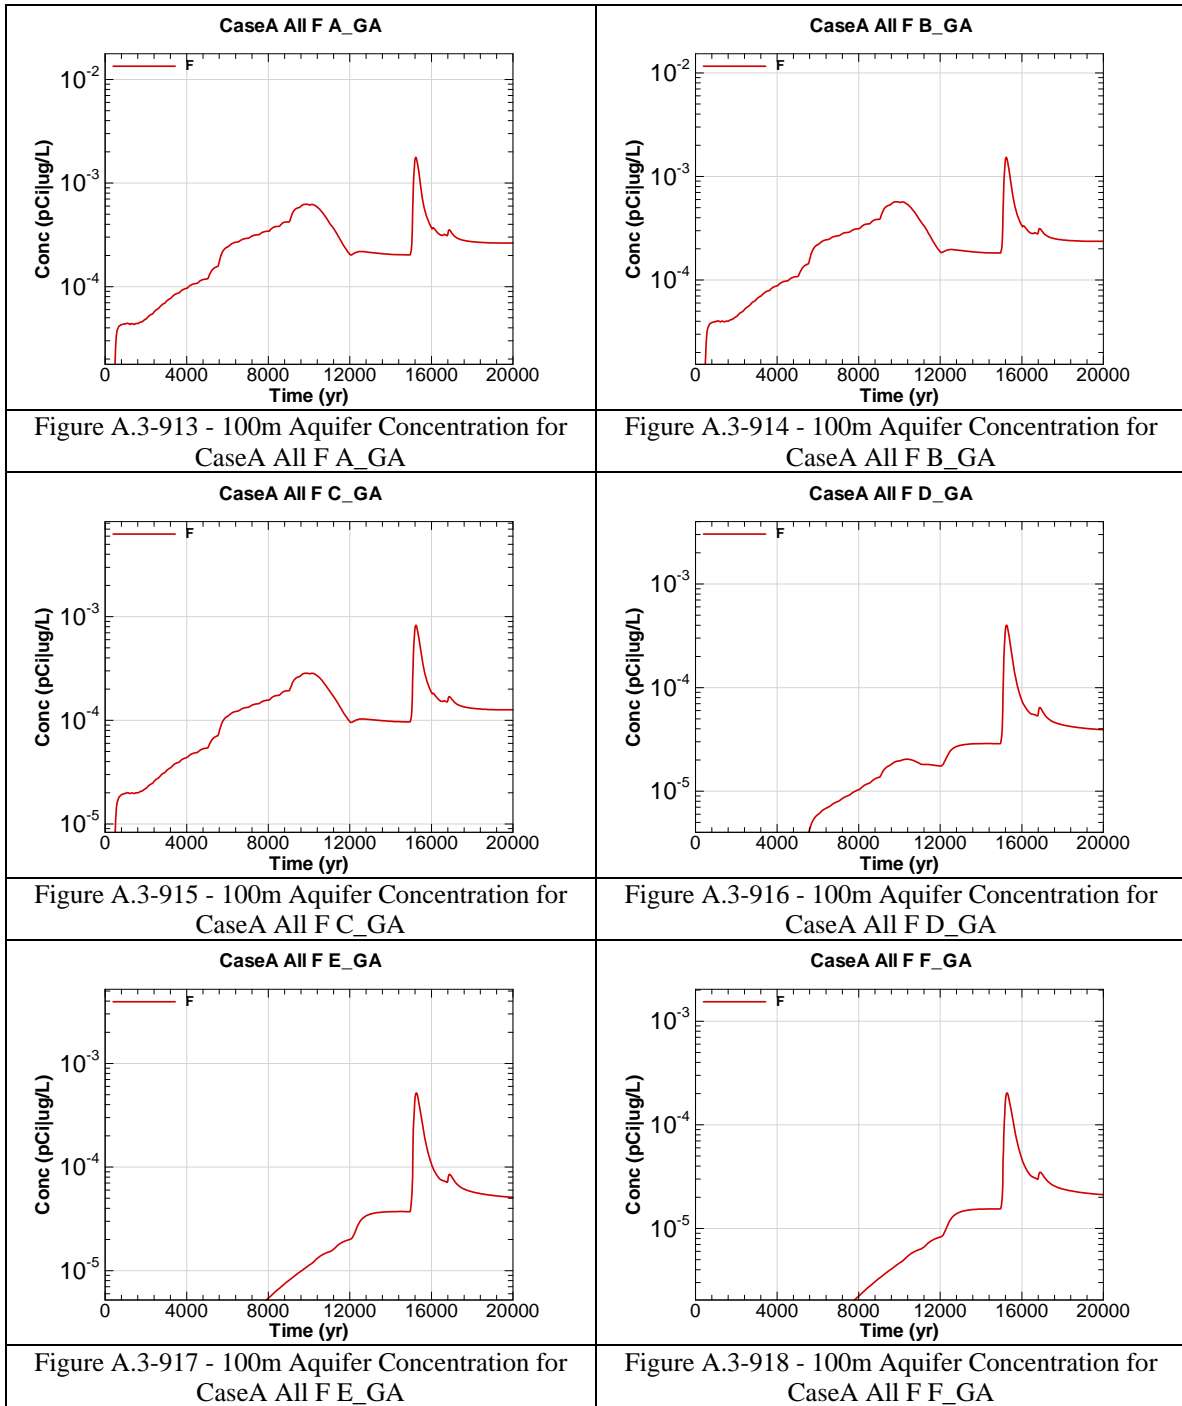 CaseA All F A_GA
F
10-2
10-3
10-4
Conc (pCi|ug/L)
0 4000 8000 12000 16000 20000
Time (yr)
Figure A.3-913 - 100m Aquifer Concentration for
CaseA All F A_GA
CaseA All F B_GA
F
10-2
10-3
10-4
Conc (pCi|ug/L)
0 4000 8000 12000 16000 20000
Time (yr)
Figure A.3-914 - 100m Aquifer Concentration for
CaseA All F B_GA
CaseA All F C_GA
F
10-3
10-4
10-5
Conc (pCi|ug/L)
0 4000 8000 12000 16000 20000
Time (yr)
Figure A.3-915 - 100m Aquifer Concentration for
CaseA All F C_GA
CaseA All F D_GA
F
10-3
10-4
10-5
Conc (pCi|ug/L)
0 4000 8000 12000 16000 20000
Time (yr)
Figure A.3-916 - 100m Aquifer Concentration for
CaseA All F D_GA
CaseA All F E_GA
F
10-3
10-4
10-5
Conc (pCi|ug/L)
0 4000 8000 12000 16000 20000
Time (yr)
Figure A.3-917 - 100m Aquifer Concentration for
CaseA All F E_GA
CaseA All F F_GA
F
10-3
10-4
10-5
Conc (pCi|ug/L)
0 4000 8000 12000 16000 20000
Time (yr)
Figure A.3-918 - 100m Aquifer Concentration for
CaseA All F F_GA